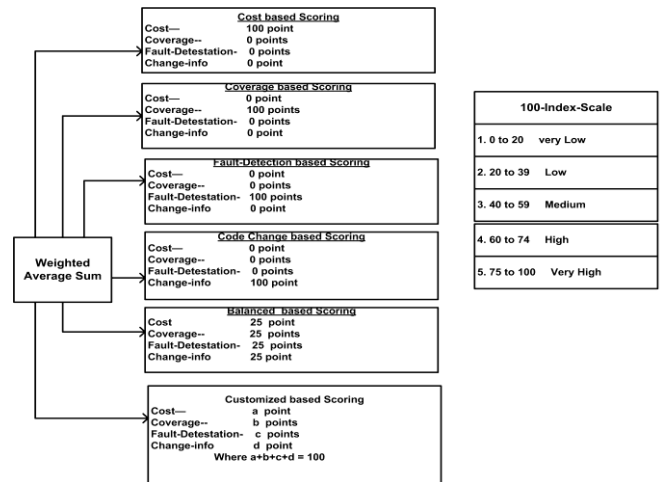 Weighted
Average Sum
Cost based Scoring
Cost— 100 point
Coverage-- 0 points
Fault-Detestation- 0 points
Change-info 0 point
Coverage based Scoring
Cost— 0 point
Coverage-- 100 points
Fault-Detestation- 0 points
Change-info 0 point
Fault-Detection based Scoring
Cost— 0 point
Coverage-- 0 points
Fault-Detestation- 100 points
Change-info 0 point
Code Change based Scoring
Cost— 0 point
Coverage-- 0 points
Fault-Detestation- 0 points
Change-info 100 point
Balanced based Scoring
Cost 25 point
Coverage-- 25 points
Fault-Detestation- 25 points
Change-info 25 point
Customized based Scoring
Cost— a point
Coverage-- b points
Fault-Detestation- c points
Change-info d point
Where a+b+c+d = 100
100-Index-Scale
1. 0 to 20 very Low
2. 20 to 39 Low
3. 40 to 59 Medium
4. 60 to 74 High
5. 75 to 100 Very High